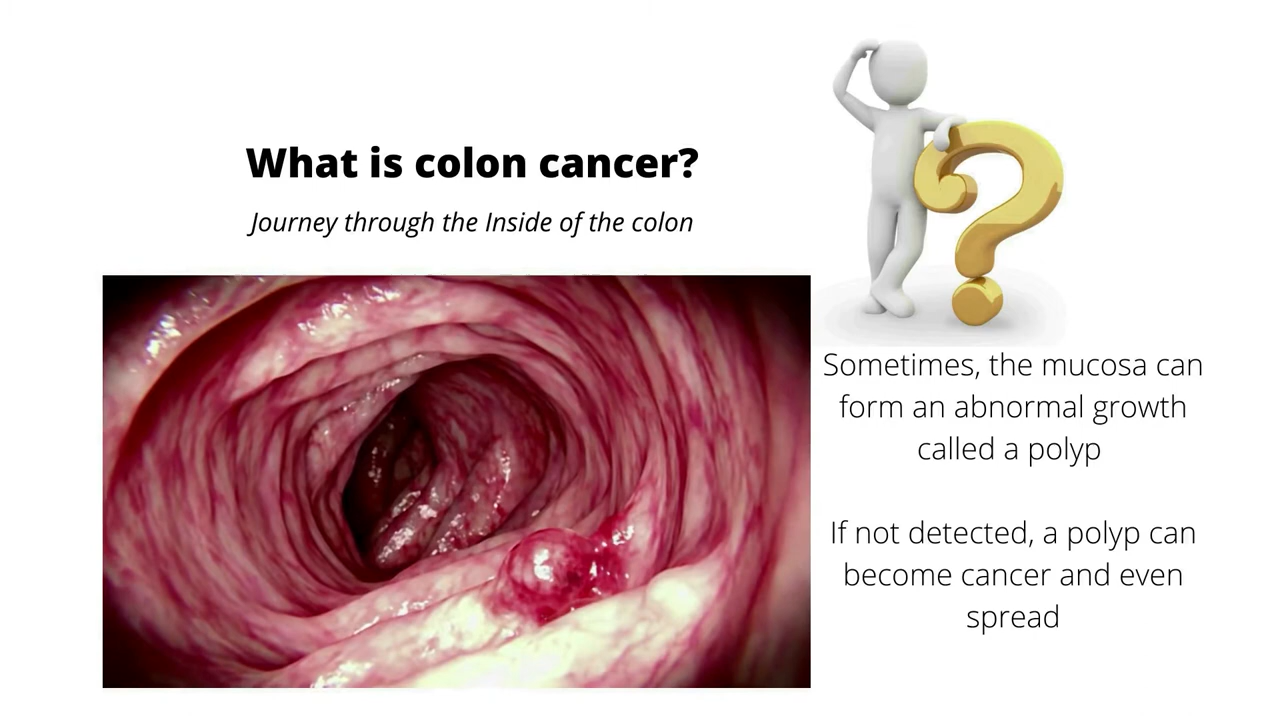 What is colon cancer?
Journey through the Inside of the colon
Sometimes, the mucosa can
form an abnormal growth
called a polyp
If not detected, a polyp can
become cancer and even
spread